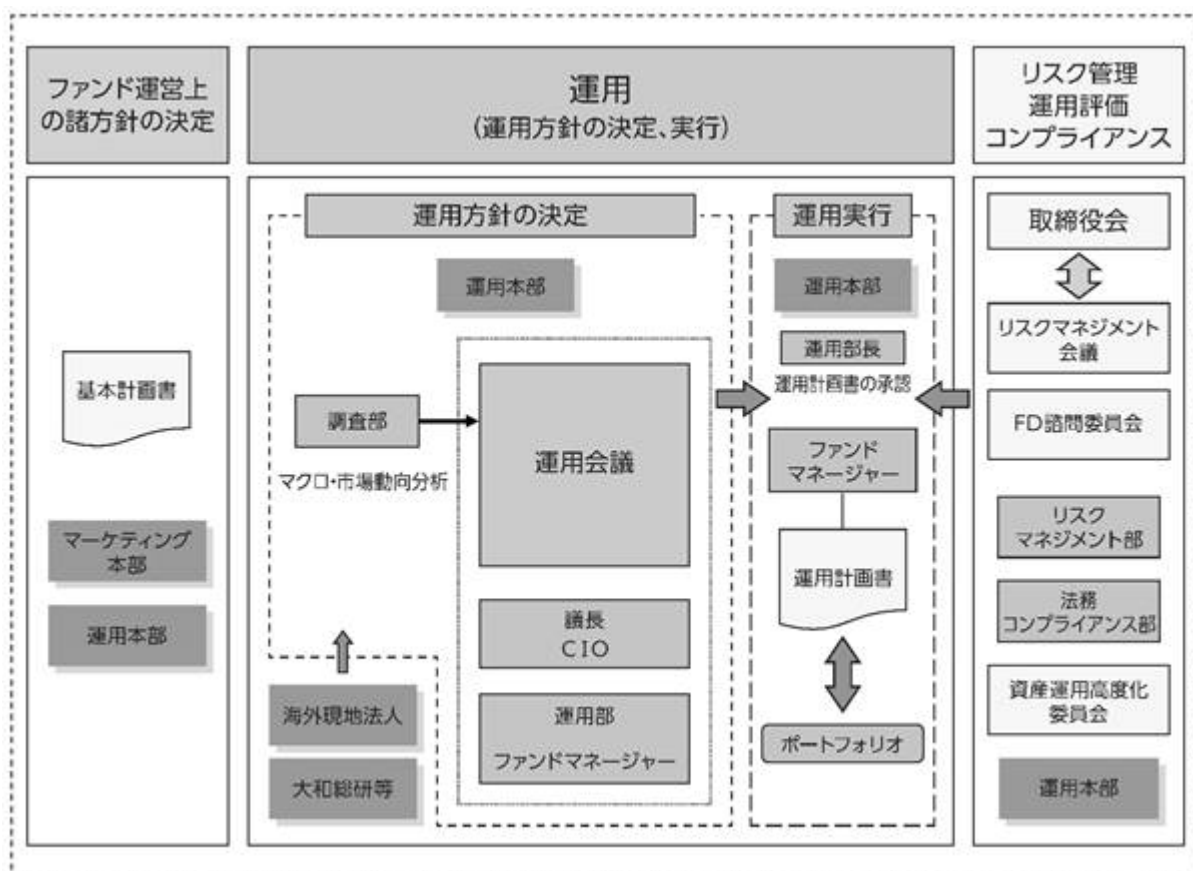 ファンド運営上
の諸方針の決定
運用
(運用方針の決定、実行)
リスク管理
運用評価
コンプライアンス
基本計画書
マーケティング
本部
運用本部
運用方針の決定
運用本部
調査部
マクロ・市場動向分析
運用会議
議長
CIO
運用部
ファンドマネージャー
海外現地法人
大和総研等
運用実行
運用本部
運用部長
運用計画書の承認
ファンド
マネージャー
運用計画書
ポートフォリオ
取締役会
リスクマネジメント
会議
FD諮問委員会
リスク
マネジメント部
法務
コンプライアンス部
資産運用高度化
委員会
運用本部